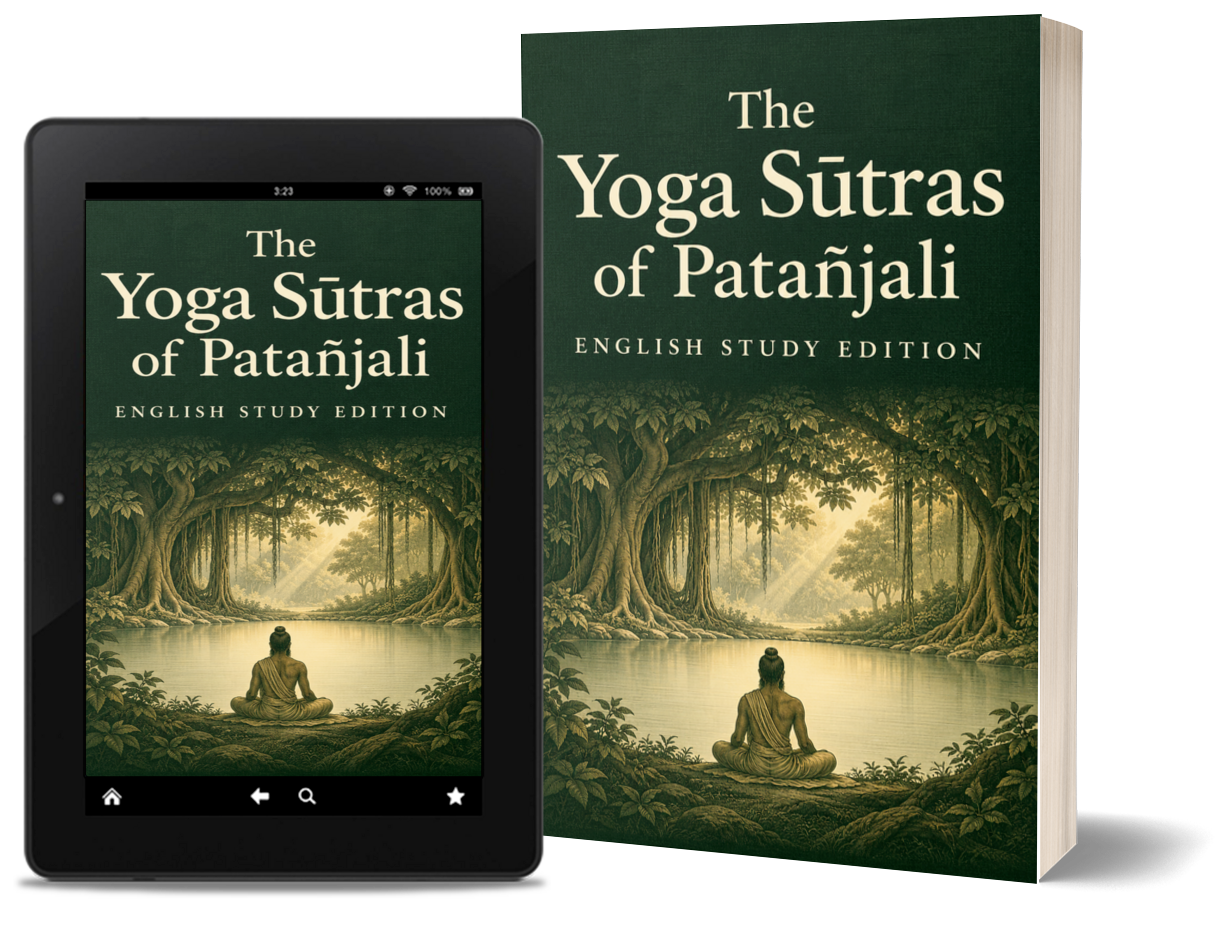 3:23 100%
The
Yoga Sūtras
of Patañjali
ENGLISH STUDY EDITION
The
Yoga Sūtras
of Patañjali
ENGLISH STUDY EDITION